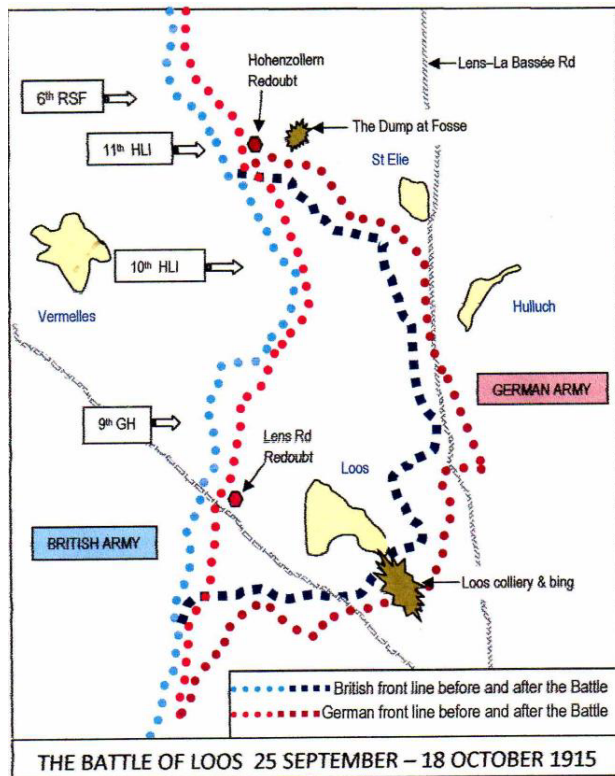 Hohenzollern
Redoubt
Lens–La Bassée Rd
6th RSF
The Dump at Fosse
11th HLI
St Elie
10th HLI
Vermelles
Hulluch
GERMAN ARMY
9th GH
Lens Rd
Redoubt
Loos
BRITISH ARMY
Loos colliery & bing
British front line before and after the Battle
German front line before and after the Battle
THE BATTLE OF LOOS 25 SEPTEMBER – 18 OCTOBER 1915